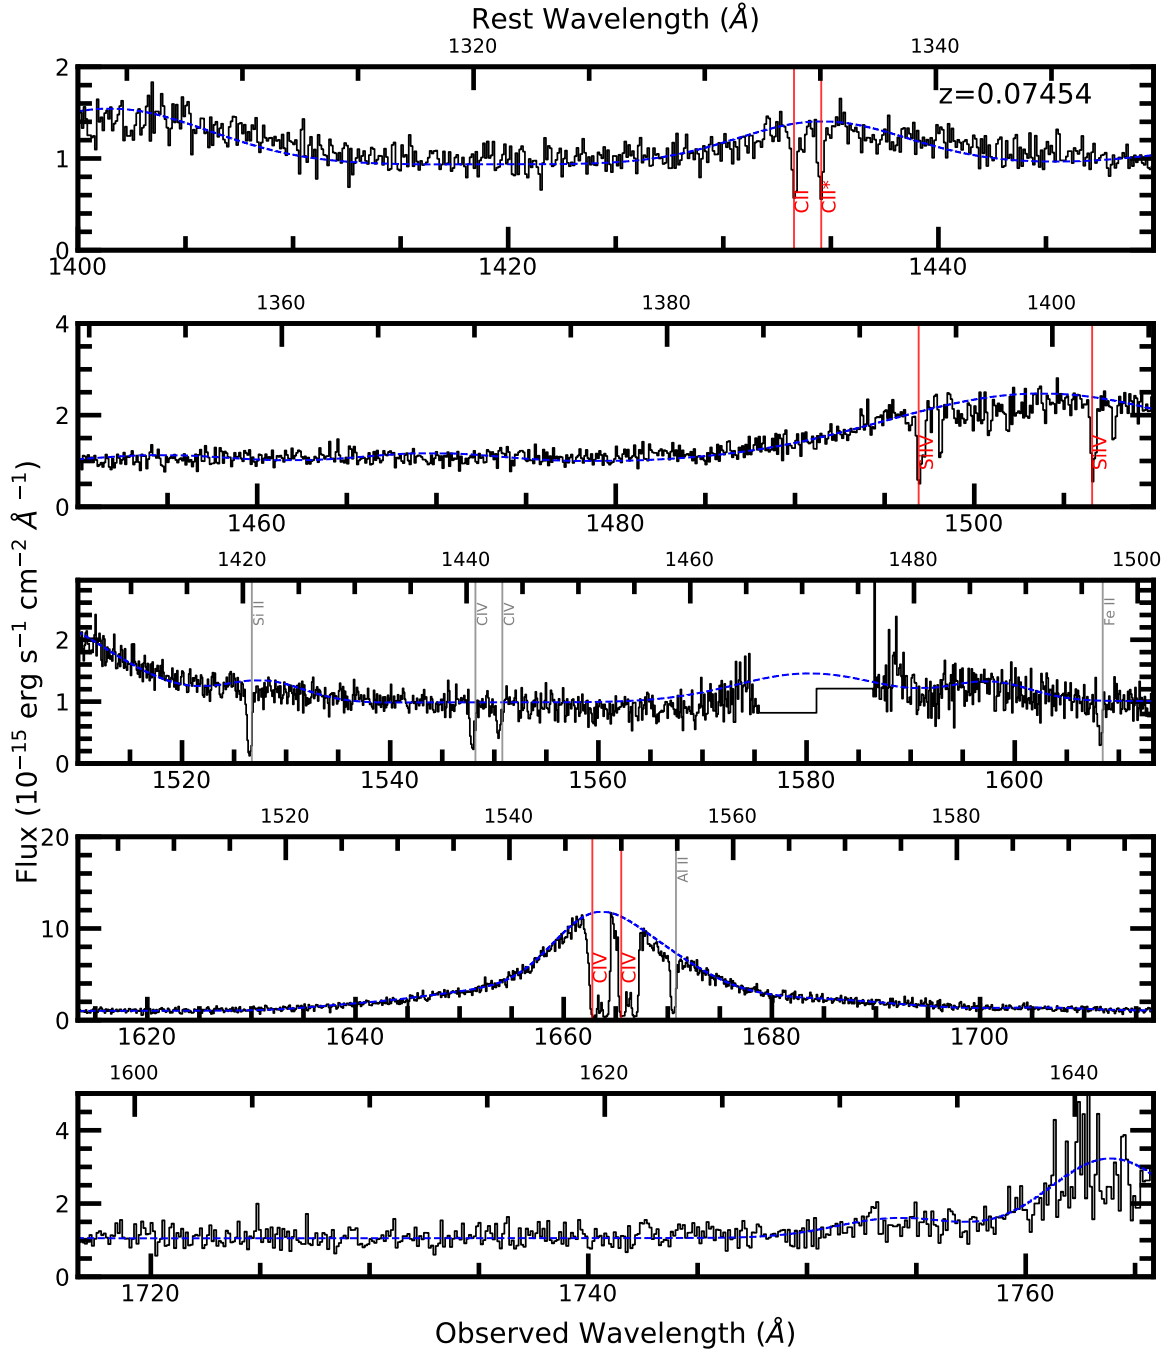 Rest Wavelength (Å)
1320 1340
2
1
0
z=0.07454
CII
CII*
1400 1420 1440
1360 1380 1400
4
2
0
SiIV
SiIV
1460 1480 1500
1420 1440 1460 1480 1500
2
1
0
Si II
CIV
CIV
Fe II
1520 1540 1560 1580 1600
1520 1540 1560 1580
20
10
0
CIV
CIV
Al II
1620 1640 1660 1680 1700
1600 1620 1640
4
2
0
1720 1740 1760
Flux (10⁻¹⁵ erg s⁻¹ cm⁻² Å ⁻¹)
Observed Wavelength (Å)